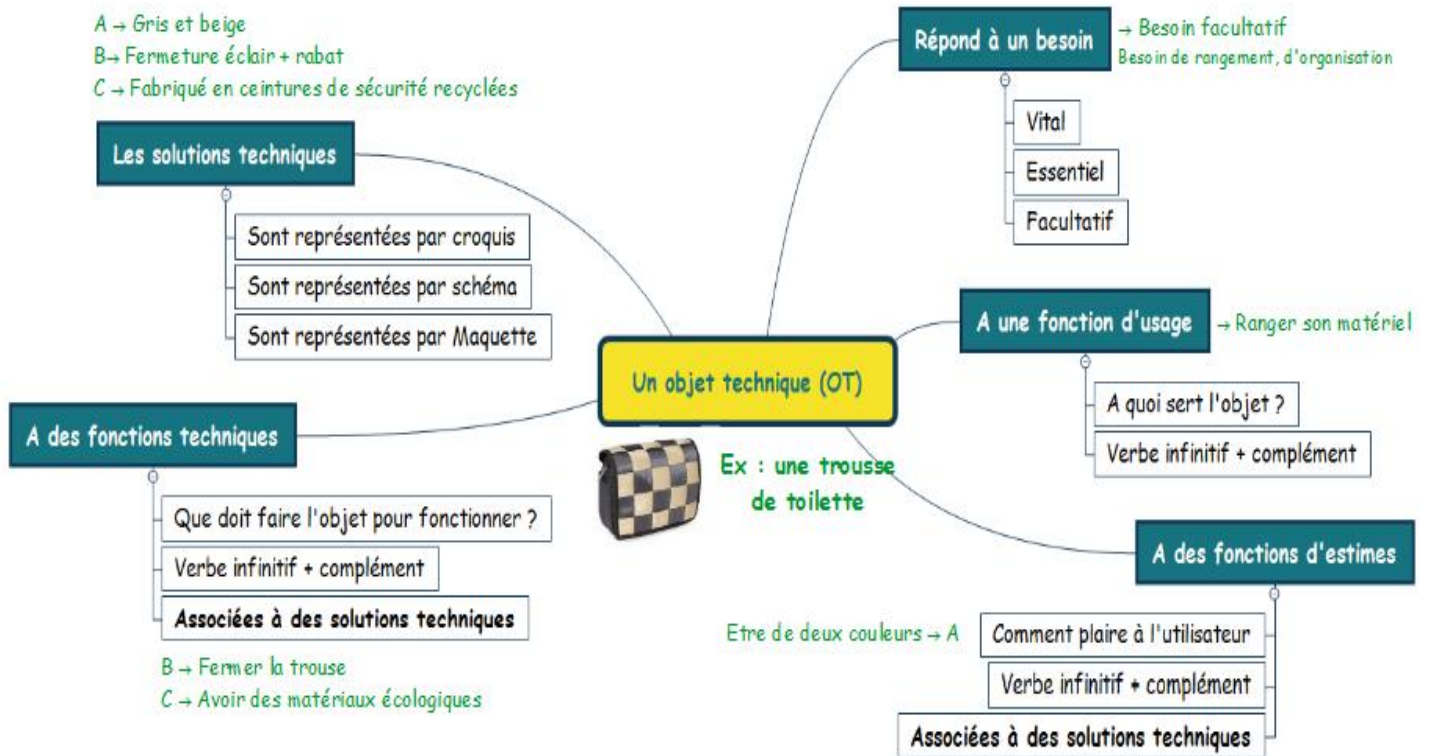 A → Gris et beige
B→ Fermeture éclair + rabat
C → Fabriqué en ceintures de sécurité recyclées
Les solutions techniques
Sont représentées par croquis
Sont représentées par schéma
Sont représentées par Maquette
Répond à un besoin
→ Besoin facultatif
Besoin de rangement, d'organisation
Vital
Essentiel
Facultatif
Un objet technique (OT)
Ex : une trousse
de toilette
A une fonction d'usage
→ Ranger son matériel
A quoi sert l'objet ?
Verbe infinitif + complément
A des fonctions techniques
Que doit faire l'objet pour fonctionner ?
Verbe infinitif + complément
Associées à des solutions techniques
B → Fermer la trouse
C → Avoir des matériaux écologiques
A des fonctions d'estimes
Etre de deux couleurs → A
Comment plaire à l'utilisateur
Verbe infinitif + complément
Associées à des solutions techniques